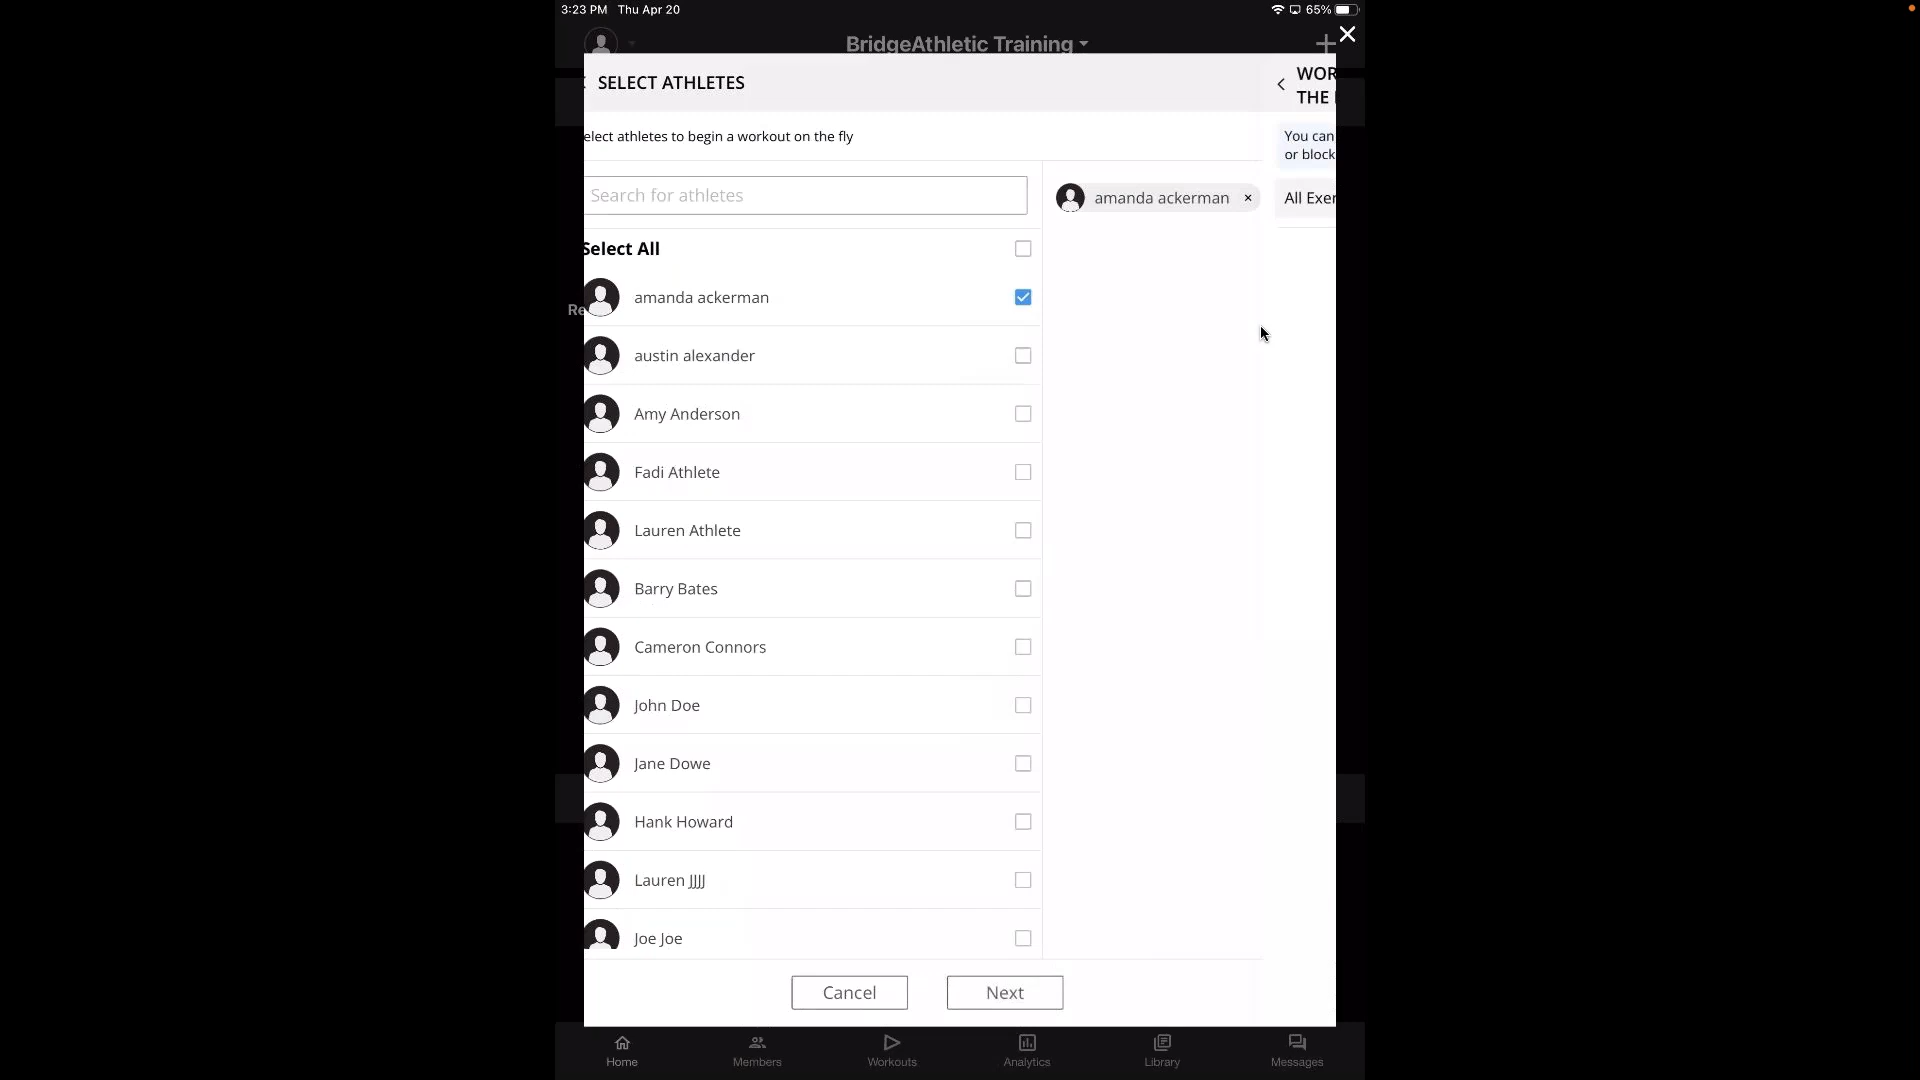 3:23 PM Thu Apr 20
65%
BridgeAthletic Training
SELECT ATHLETES
WOR
THE
elect athletes to begin a workout on the fly
You can
or block
Search for athletes
amanda ackerman ×
All Exer
Select All
amanda ackerman
Re
austin alexander
Amy Anderson
Fadi Athlete
Lauren Athlete
Barry Bates
Cameron Connors
John Doe
Jane Dowe
Hank Howard
Lauren JJJJ
Joe Joe
Cancel
Next
Home
Members
Workouts
Analytics
Library
Messages